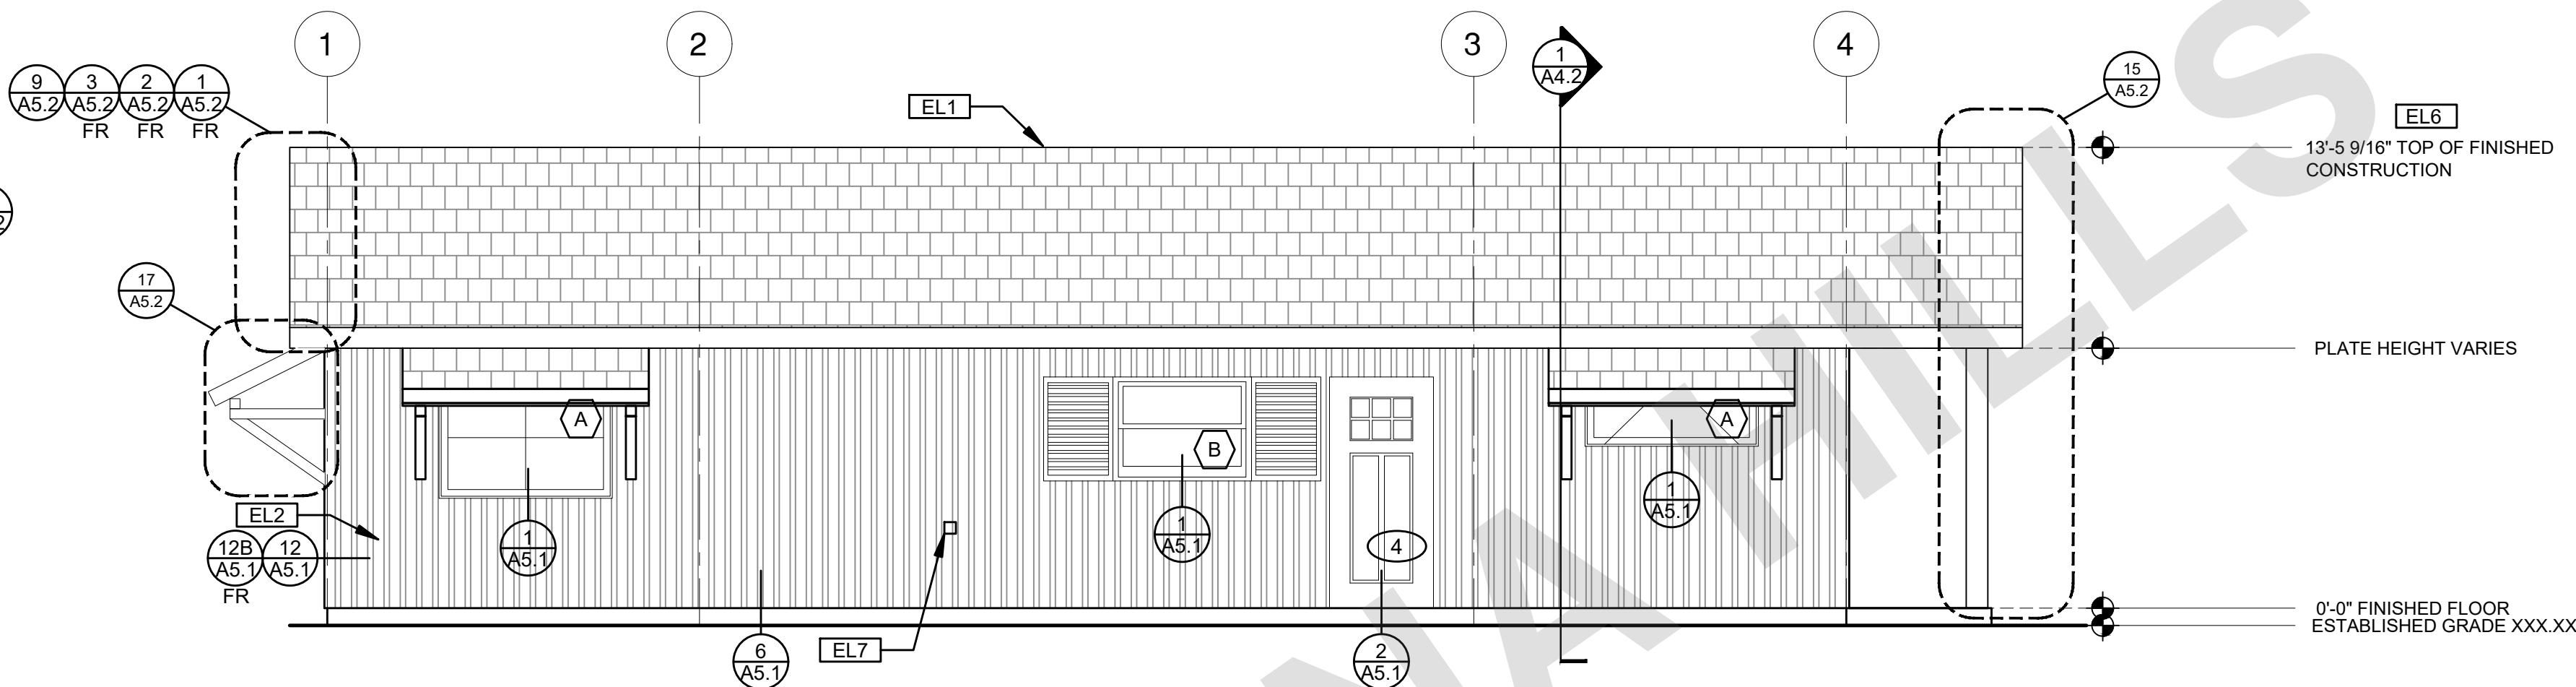 1
2
3
4
1
A4.2
9
A5.2
3
A5.2
FR
2
A5.2
FR
1
A5.2
FR
EL1
15
A5.2
EL6
13'-5 9/16" TOP OF FINISHED
CONSTRUCTION
17
A5.2
PLATE HEIGHT VARIES
A
B
A
EL2
12B
A5.1
FR
12
A5.1
1
A5.1
1
A5.1
1
A5.1
4
6
A5.1
EL7
2
A5.1
0'-0" FINISHED FLOOR
ESTABLISHED GRADE XXX.XX
HILLS